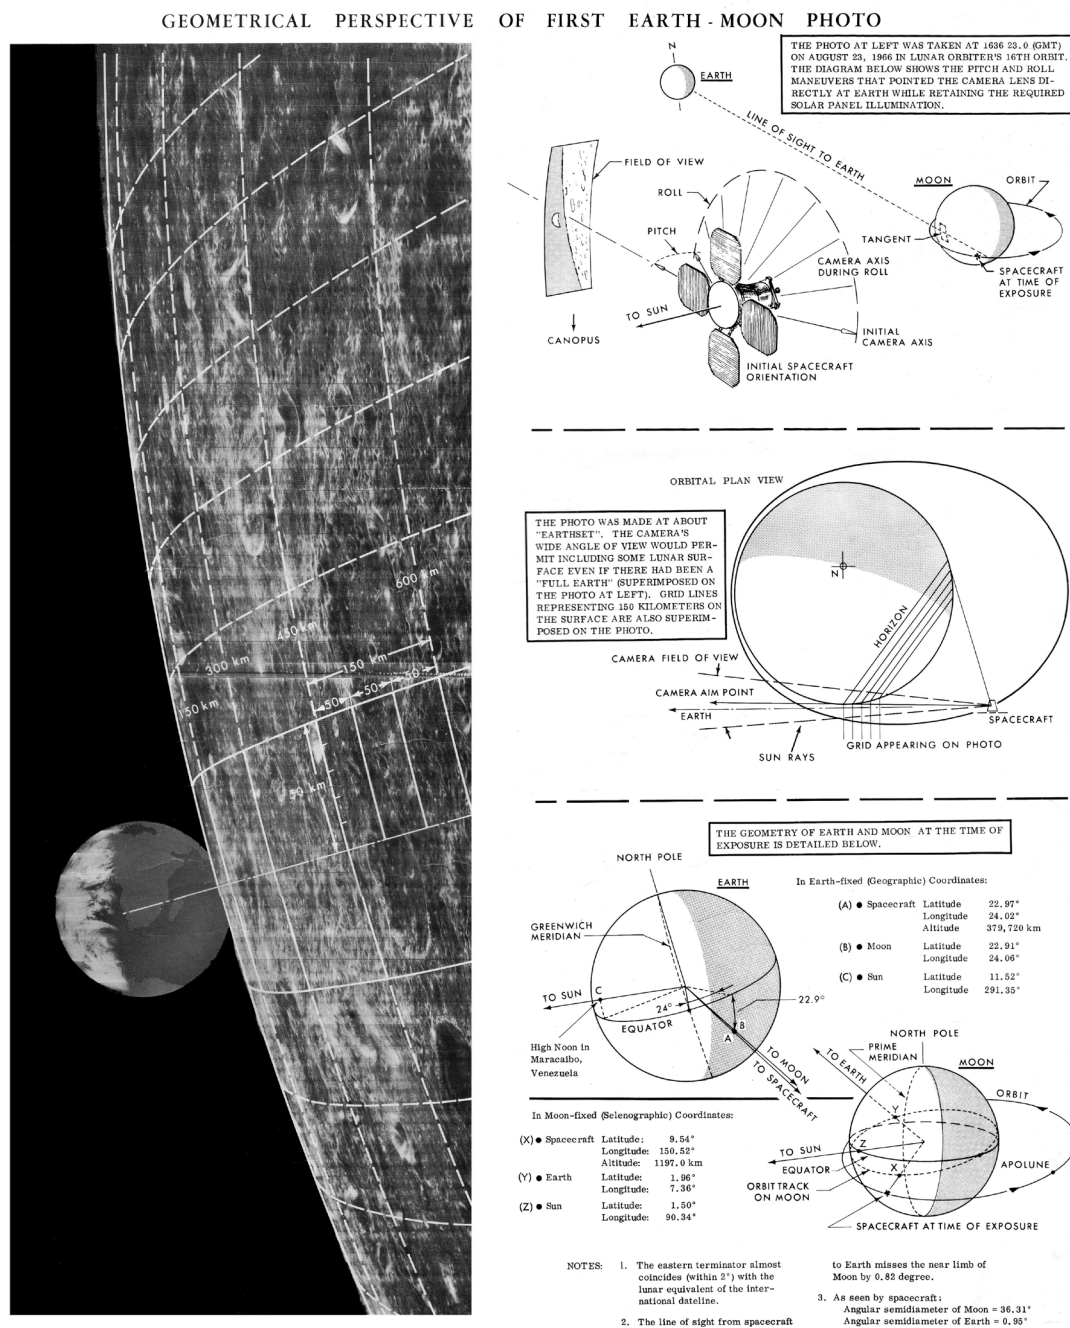 GEOMETRICAL PERSPECTIVE OF FIRST EARTH - MOON PHOTO
600 km
450 km
300 km
150 km
150 km
50
50
50
50 km
THE PHOTO AT LEFT WAS TAKEN AT 1636 23.0 (GMT)
ON AUGUST 23, 1966 IN LUNAR ORBITER'S 16TH ORBIT.
THE DIAGRAM BELOW SHOWS THE PITCH AND ROLL
MANEUVERS THAT POINTED THE CAMERA LENS DI-
RECTLY AT EARTH WHILE RETAINING THE REQUIRED
SOLAR PANEL ILLUMINATION.
N
EARTH
LINE OF SIGHT TO EARTH
FIELD OF VIEW
ROLL
PITCH
MOON
ORBIT
TANGENT
CAMERA AXIS
DURING ROLL
SPACECRAFT
AT TIME OF
EXPOSURE
TO SUN
CANOPUS
INITIAL
CAMERA AXIS
INITIAL SPACECRAFT
ORIENTATION
ORBITAL PLAN VIEW
THE PHOTO WAS MADE AT ABOUT
"EARTHSET". THE CAMERA'S
WIDE ANGLE OF VIEW WOULD PER-
MIT INCLUDING SOME LUNAR SUR-
FACE EVEN IF THERE HAD BEEN A
"FULL EARTH" (SUPERIMPOSED ON
THE PHOTO AT LEFT). GRID LINES
REPRESENTING 150 KILOMETERS ON
THE SURFACE ARE ALSO SUPERIM-
POSED ON THE PHOTO.
N
HORIZON
CAMERA FIELD OF VIEW
CAMERA AIM POINT
EARTH
SPACECRAFT
GRID APPEARING ON PHOTO
SUN RAYS
THE GEOMETRY OF EARTH AND MOON AT THE TIME OF
EXPOSURE IS DETAILED BELOW.
NORTH POLE
EARTH
GREENWICH
MERIDIAN
C
TO SUN
24°
EQUATOR
B
A
22.9°
High Noon in
Maracaibo,
Venezuela
TO MOON
TO SPACECRAFT
In Earth-fixed (Geographic) Coordinates:
(A) ● Spacecraft Latitude 22.97°
Longitude 24.02°
Altitude 379,720 km
(B) ● Moon Latitude 22.91°
Longitude 24.06°
(C) ● Sun Latitude 11.52°
Longitude 291.35°
In Moon-fixed (Selenographic) Coordinates:
(X) ● Spacecraft Latitude: 9.54°
Longitude: 150.52°
Altitude: 1197.0 km
(Y) ● Earth Latitude: 1.96°
Longitude: 7.36°
(Z) ● Sun Latitude: 1.50°
Longitude: 90.34°
NORTH POLE
PRIME
MERIDIAN
MOON
TO EARTH
ORBIT
Y
Z
X
TO SUN
EQUATOR
ORBIT TRACK
ON MOON
APOLUNE
SPACECRAFT AT TIME OF EXPOSURE
NOTES: 1. The eastern terminator almost
coincides (within 2°) with the
lunar equivalent of the inter-
national dateline.
2. The line of sight from spacecraft
to Earth misses the near limb of
Moon by 0.82 degree.
3. As seen by spacecraft:
Angular semidiameter of Moon = 36.31°
Angular semidiameter of Earth = 0.95°